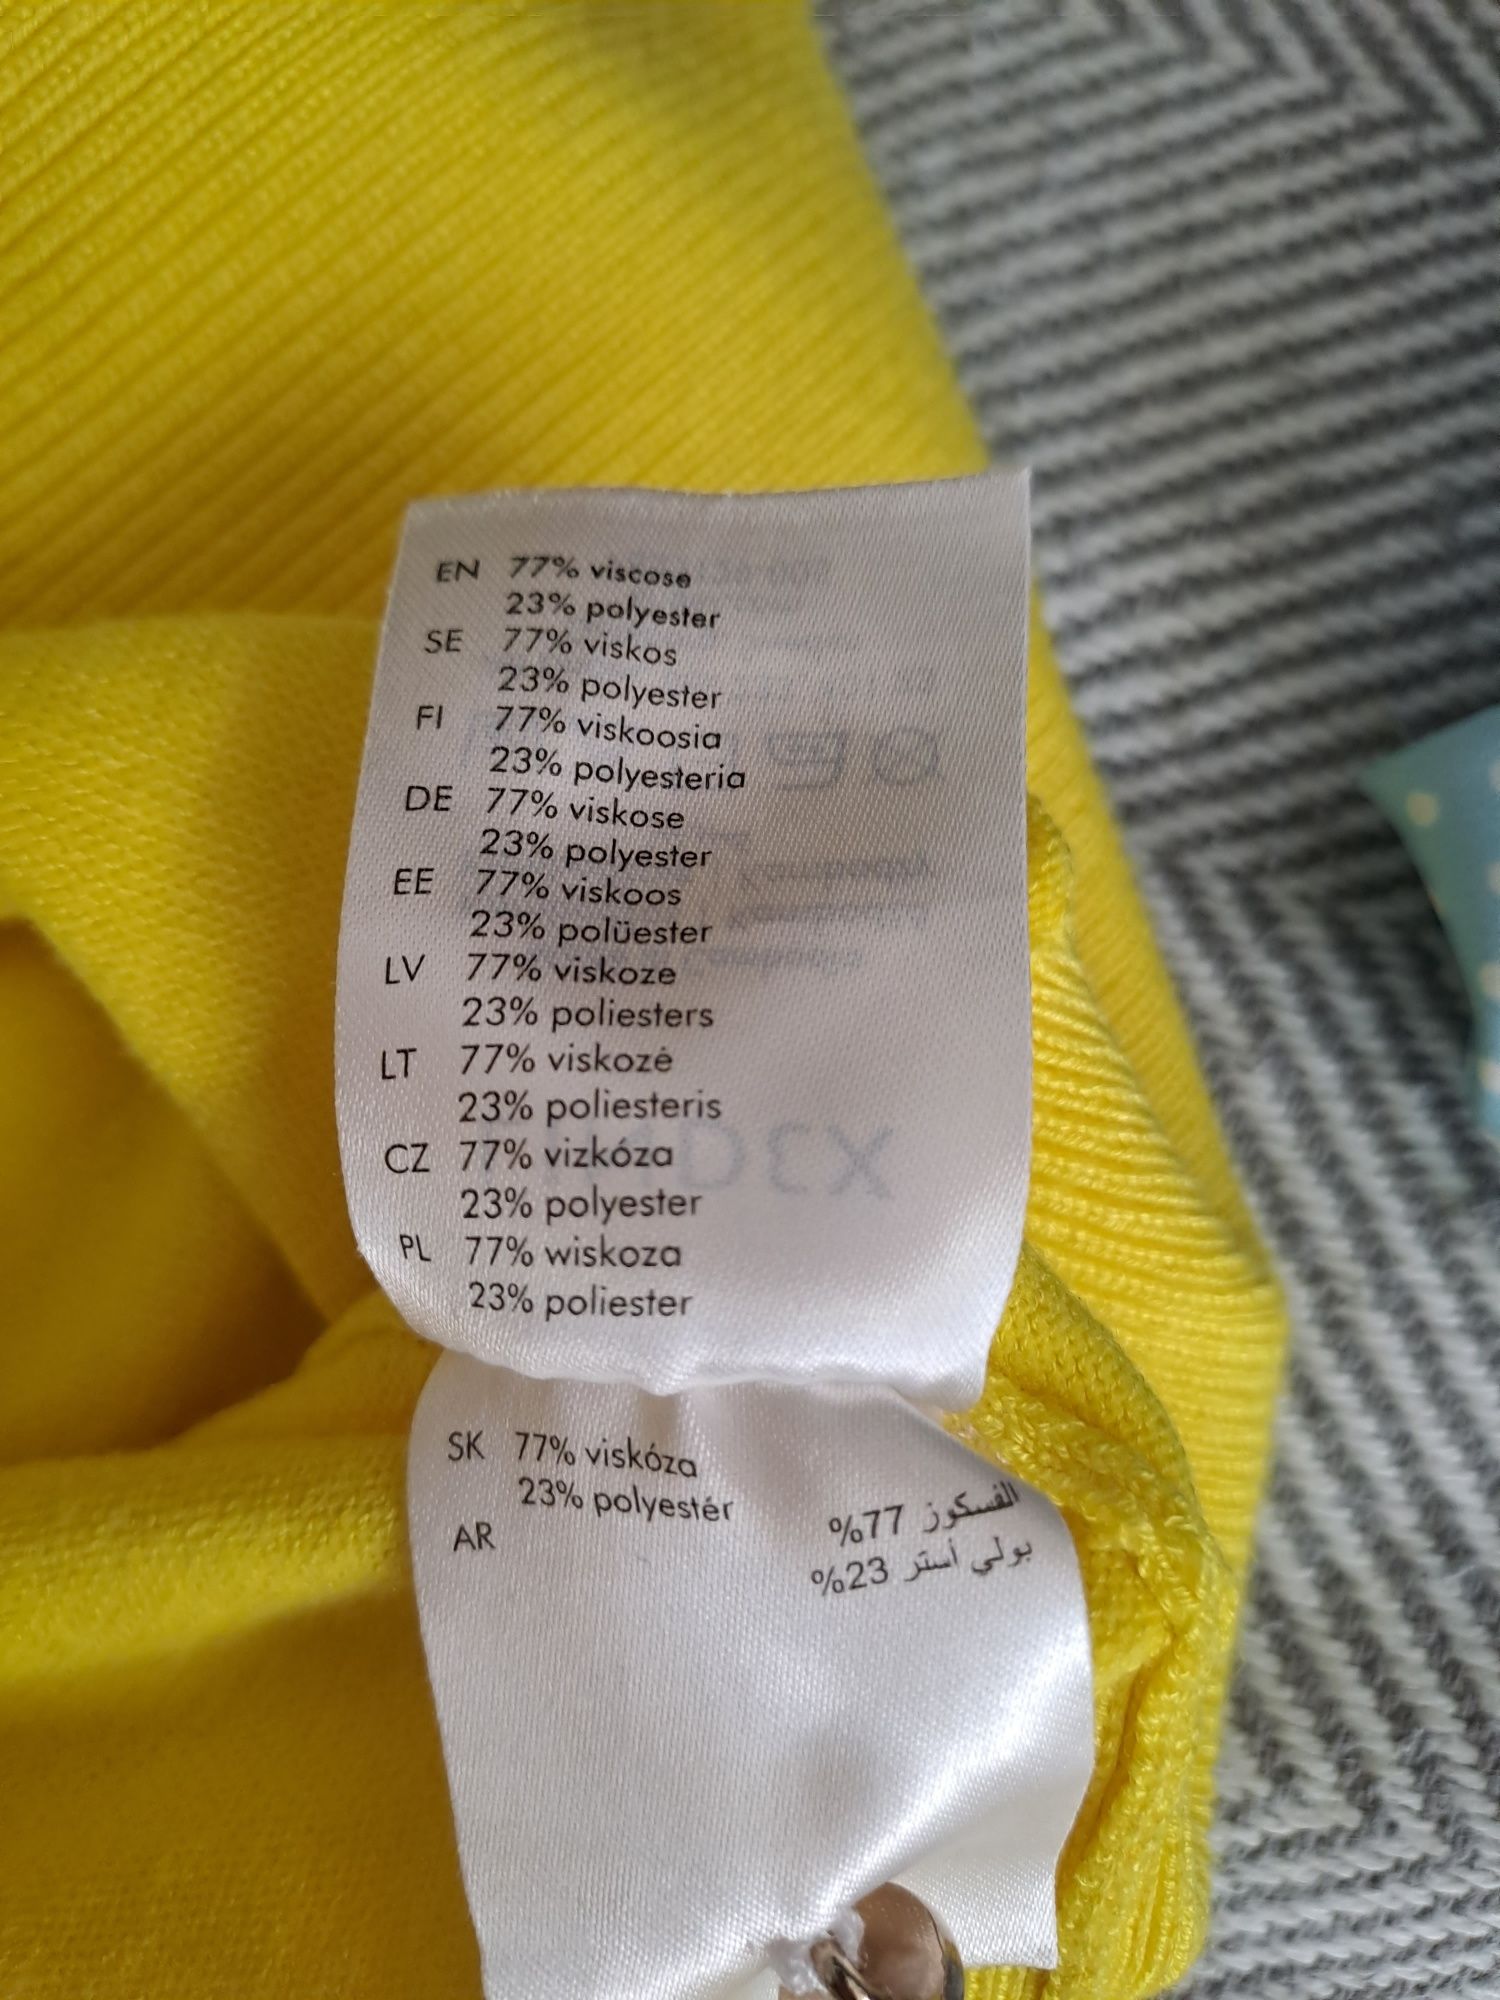 EN 77% viscose
23% polyester
SE 77% viskos
23% polyester
FI 77% viskoosia
23% polyesteria
DE 77% viskose
23% polyester
EE 77% viskoos
23% polüester
LV 77% viskoze
23% poliesters
LT 77% viskozė
23% poliesteris
CZ 77% vizkóza
23% polyester
PL 77% wiskoza
23% poliester
SK 77% viskóza
23% polyestér
AR الفسكوز 77%
بولي أستر 23%